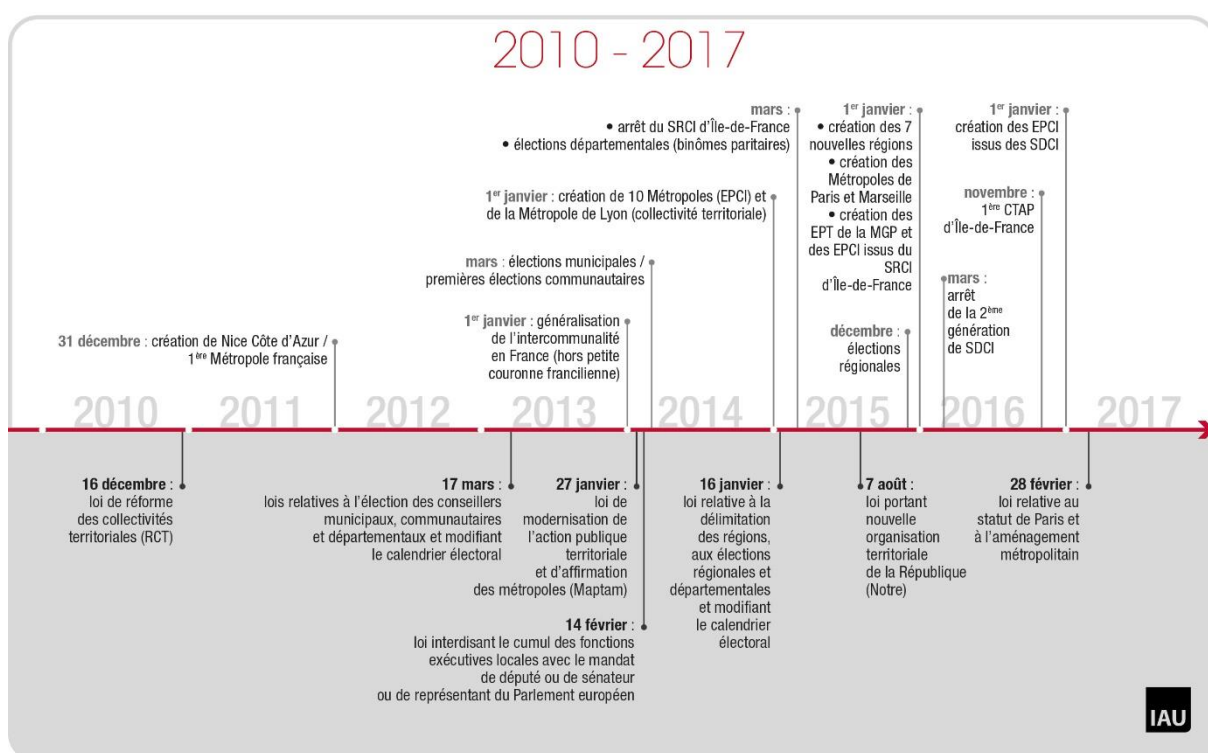 2010 - 2017
mars :
• arrêt du SRCI d’Île-de-France
• élections départementales (binômes paritaires)
1er janvier :
• création des 7
nouvelles régions
• création des
Métropoles de
Paris et Marseille
• création des
EPT de la MGP et
des EPCI issus du
SRCI
d’Île-de-France
1er janvier :
création des EPCI
issus des SDCI
1er janvier : création de 10 Métropoles (EPCI) et
de la Métropole de Lyon (collectivité territoriale)
novembre :
1ère CTAP
d’Île-de-France
mars : élections municipales /
premières élections communautaires
mars :
arrêt
de la 2ème
génération
de SDCI
31 décembre : création de Nice Côte d’Azur /
1ère Métropole française
1er janvier : généralisation
de l’intercommunalité
en France (hors petite
couronne francilienne)
décembre :
élections
régionales
2010 2011 2012 2013 2014 2015 2016 2017
16 décembre :
loi de réforme
des collectivités
territoriales (RCT)
17 mars :
lois relatives à l’élection des conseillers
municipaux, communautaires
et départementaux et modifiant
le calendrier électoral
27 janvier :
loi de
modernisation de
l’action publique
territoriale
et d’affirmation
des métropoles (Maptam)
14 février :
loi interdisant le cumul des fonctions
exécutives locales avec le mandat
de député ou de sénateur
ou de représentant du Parlement européen
16 janvier :
loi relative à la
délimitation
des régions,
aux élections
régionales et
départementales
et modifiant
le calendrier
électoral
7 août :
loi portant
nouvelle
organisation
territoriale
de la République
(Notre)
28 février :
loi relative au
statut de Paris et
à l’aménagement
métropolitain
IAU